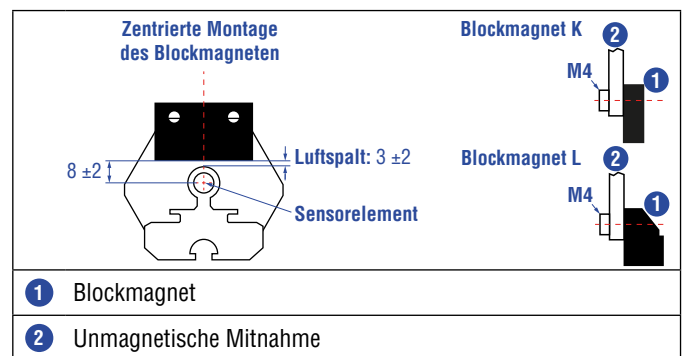 Zentrierte Montage
des Blockmagneten
8 ±2
Luftspalt: 3 ±2
Sensorelement
Blockmagnet K
2
M4
1
Blockmagnet L
2
M4
1
1 Blockmagnet
2 Unmagnetische Mitnahme